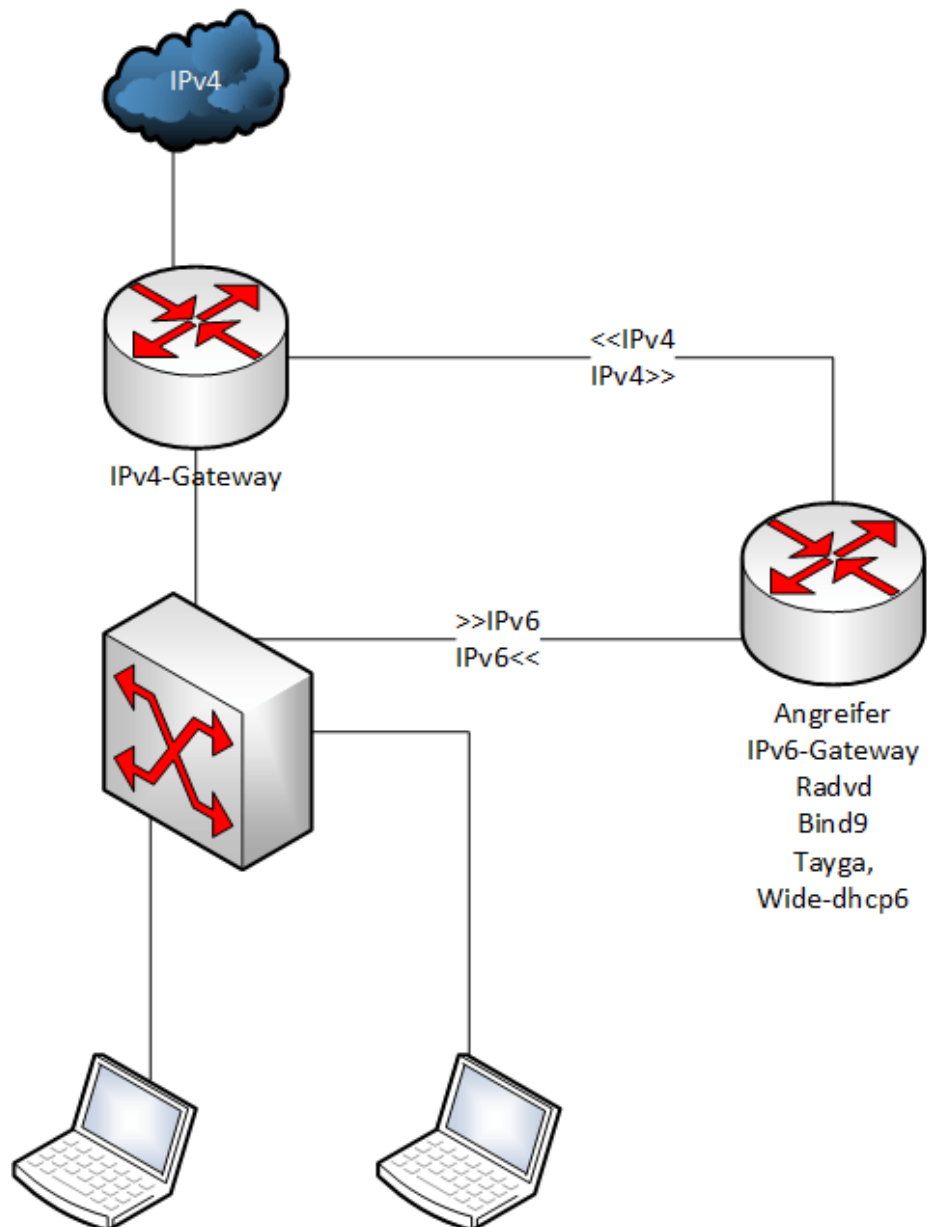 IPv4
<<IPv4
IPv4>>
IPv4-Gateway
>>IPv6
IPv6<<
Angreifer
IPv6-Gateway
Radvd
Bind9
Tayga,
Wide-dhcp6